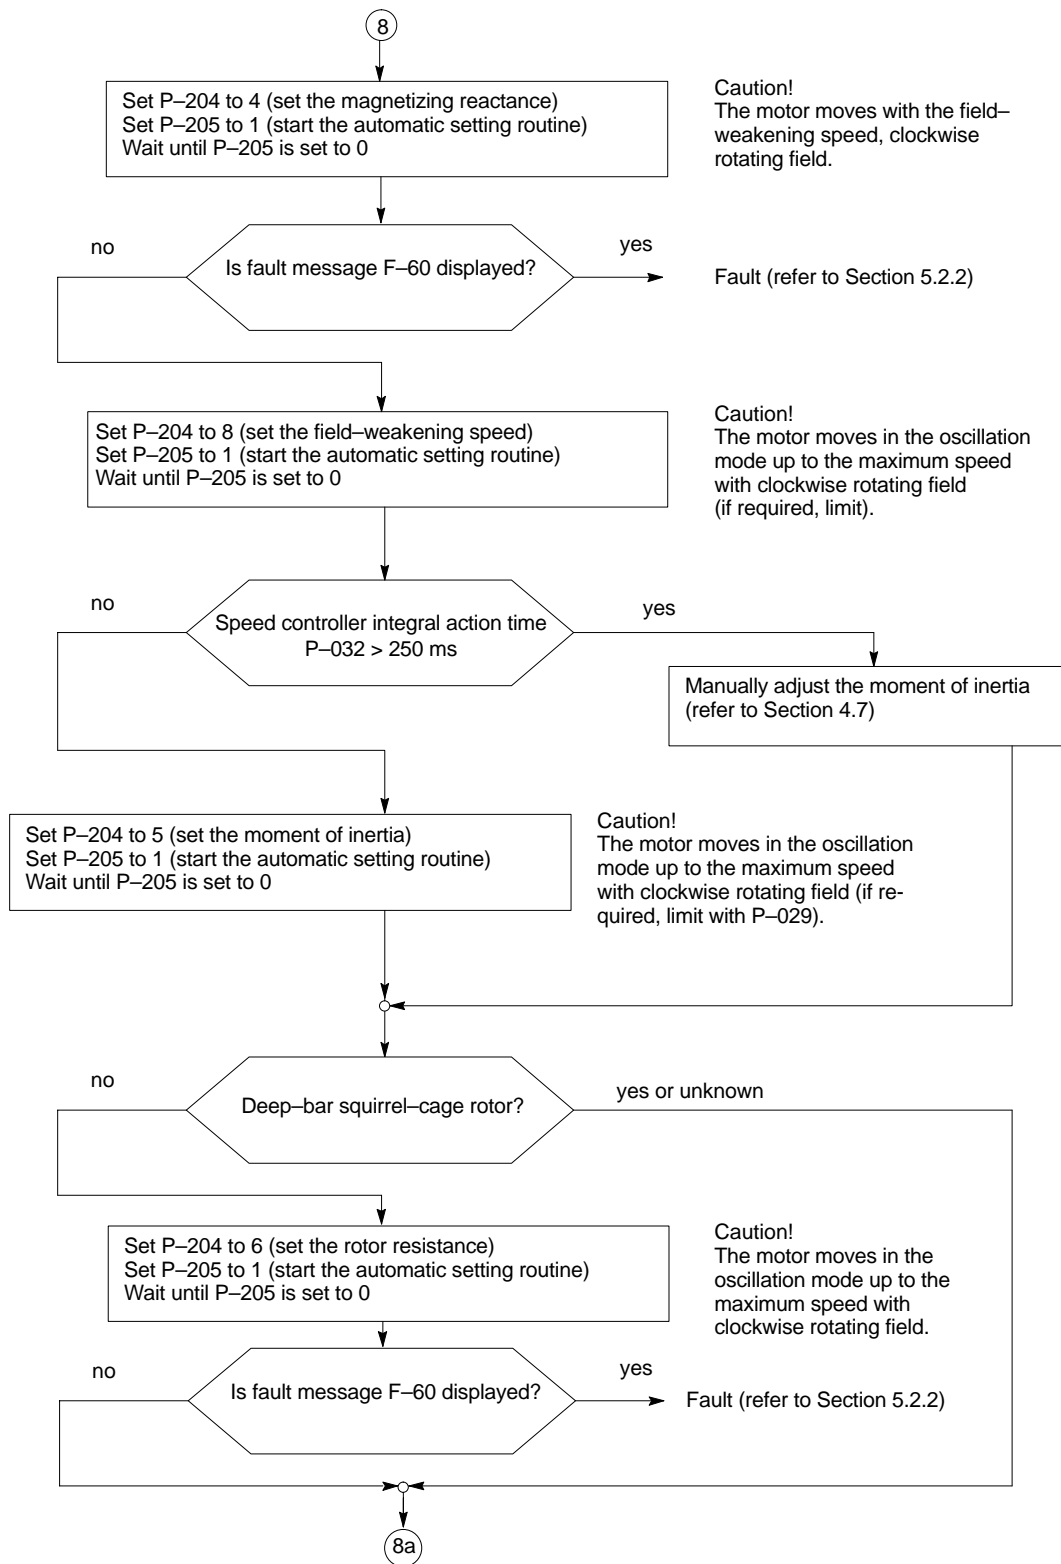 8
Set P–204 to 4 (set the magnetizing reactance)
Set P–205 to 1 (start the automatic setting routine)
Wait until P–205 is set to 0
Caution!
The motor moves with the field–
weakening speed, clockwise
rotating field.
no
Is fault message F–60 displayed?
yes
Fault (refer to Section 5.2.2)
Set P–204 to 8 (set the field–weakening speed)
Set P–205 to 1 (start the automatic setting routine)
Wait until P–205 is set to 0
Caution!
The motor moves in the oscillation
mode up to the maximum speed
with clockwise rotating field
(if required, limit).
no
Speed controller integral action time
P–032 > 250 ms
yes
Manually adjust the moment of inertia
(refer to Section 4.7)
Set P–204 to 5 (set the moment of inertia)
Set P–205 to 1 (start the automatic setting routine)
Wait until P–205 is set to 0
Caution!
The motor moves in the oscillation
mode up to the maximum speed
with clockwise rotating field (if re-
quired, limit with P–029).
no
Deep–bar squirrel–cage rotor?
yes or unknown
Set P–204 to 6 (set the rotor resistance)
Set P–205 to 1 (start the automatic setting routine)
Wait until P–205 is set to 0
Caution!
The motor moves in the
oscillation mode up to the
maximum speed with
clockwise rotating field.
no
Is fault message F–60 displayed?
yes
Fault (refer to Section 5.2.2)
8a